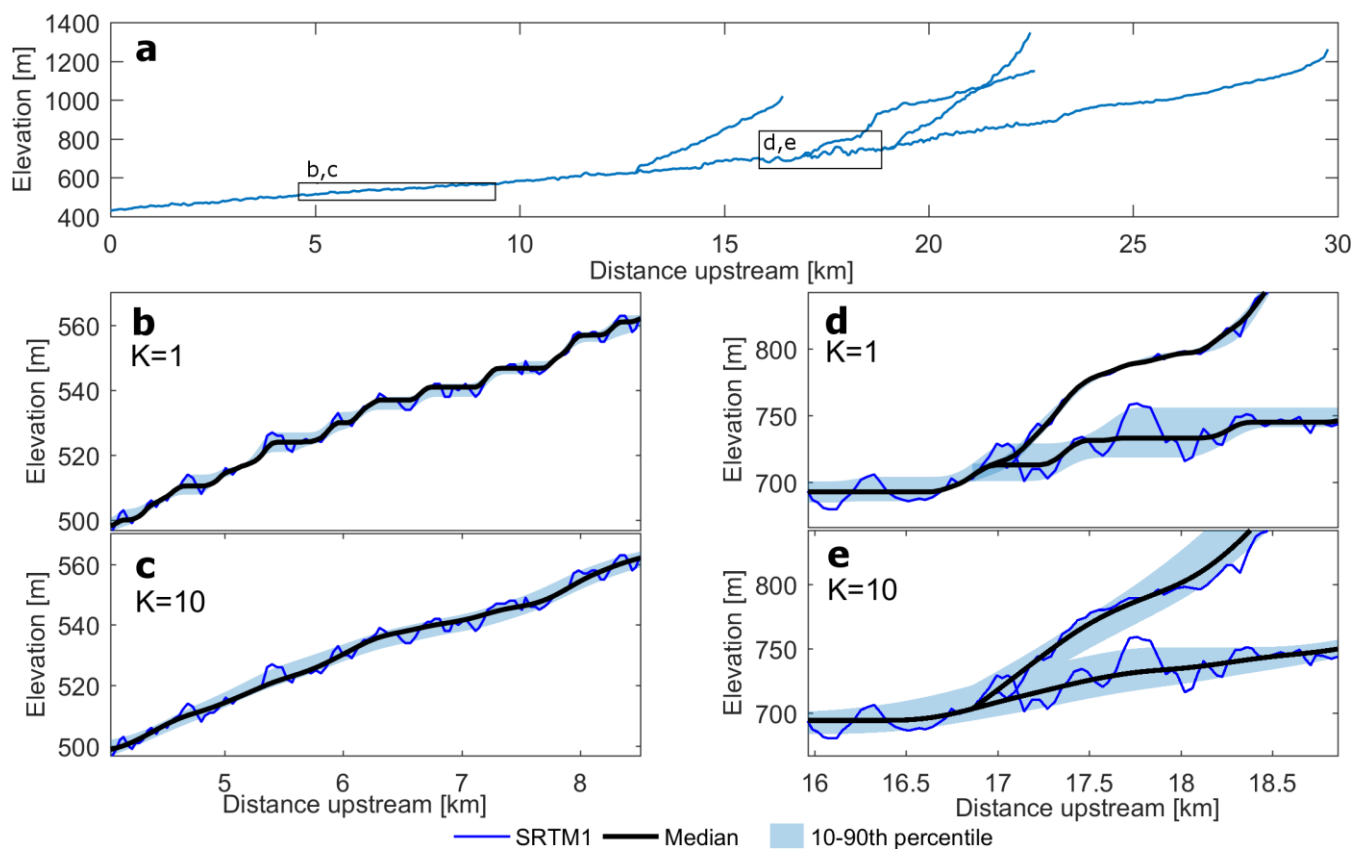 a
Elevation [m]
1400
1200
1000
800
600
400
b,c
d,e
0
5
10
15
20
25
30
Distance upstream [km]
b
K=1
Elevation [m]
560
540
520
500
d
K=1
Elevation [m]
800
750
700
c
K=10
Elevation [m]
560
540
520
500
5
6
7
8
Distance upstream [km]
e
K=10
Elevation [m]
800
750
700
16
16.5
17
17.5
18
18.5
Distance upstream [km]
SRTM1 Median 10-90th percentile